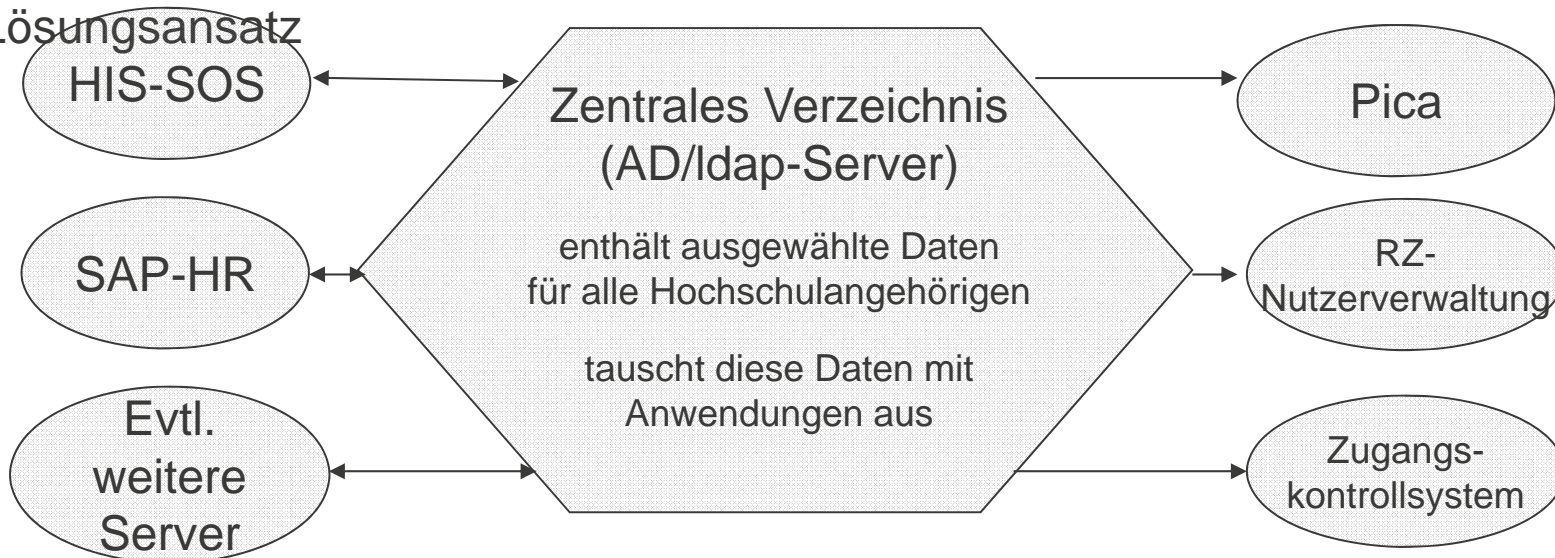 Lösungsansatz
HIS-SOS
SAP-HR
Evtl.
weitere
Server
Zentrales Verzeichnis
(AD/ldap-Server)
enthält ausgewählte Daten
für alle Hochschulangehörigen
tauscht diese Daten mit
Anwendungen aus
Pica
RZ-
Nutzerverwaltung
Zugangs-
kontrollsystem